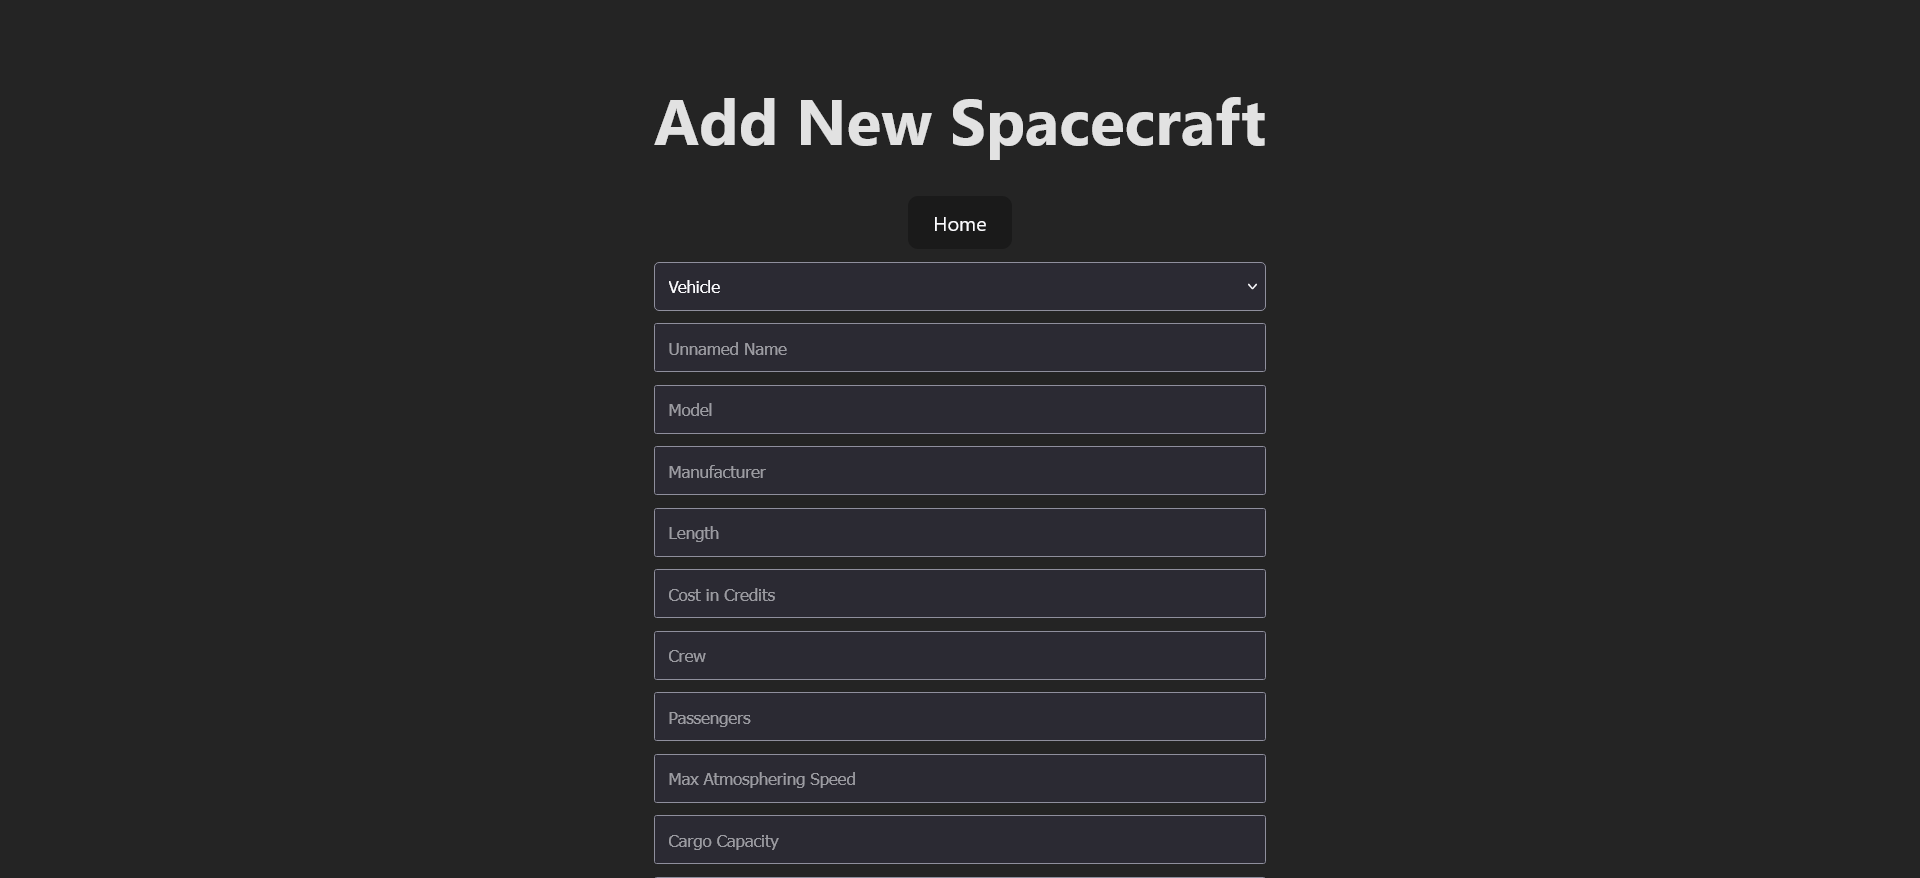 Add New Spacecraft
Home
Vehicle
Unnamed Name
Model
Manufacturer
Length
Cost in Credits
Crew
Passengers
Max Atmosphering Speed
Cargo Capacity